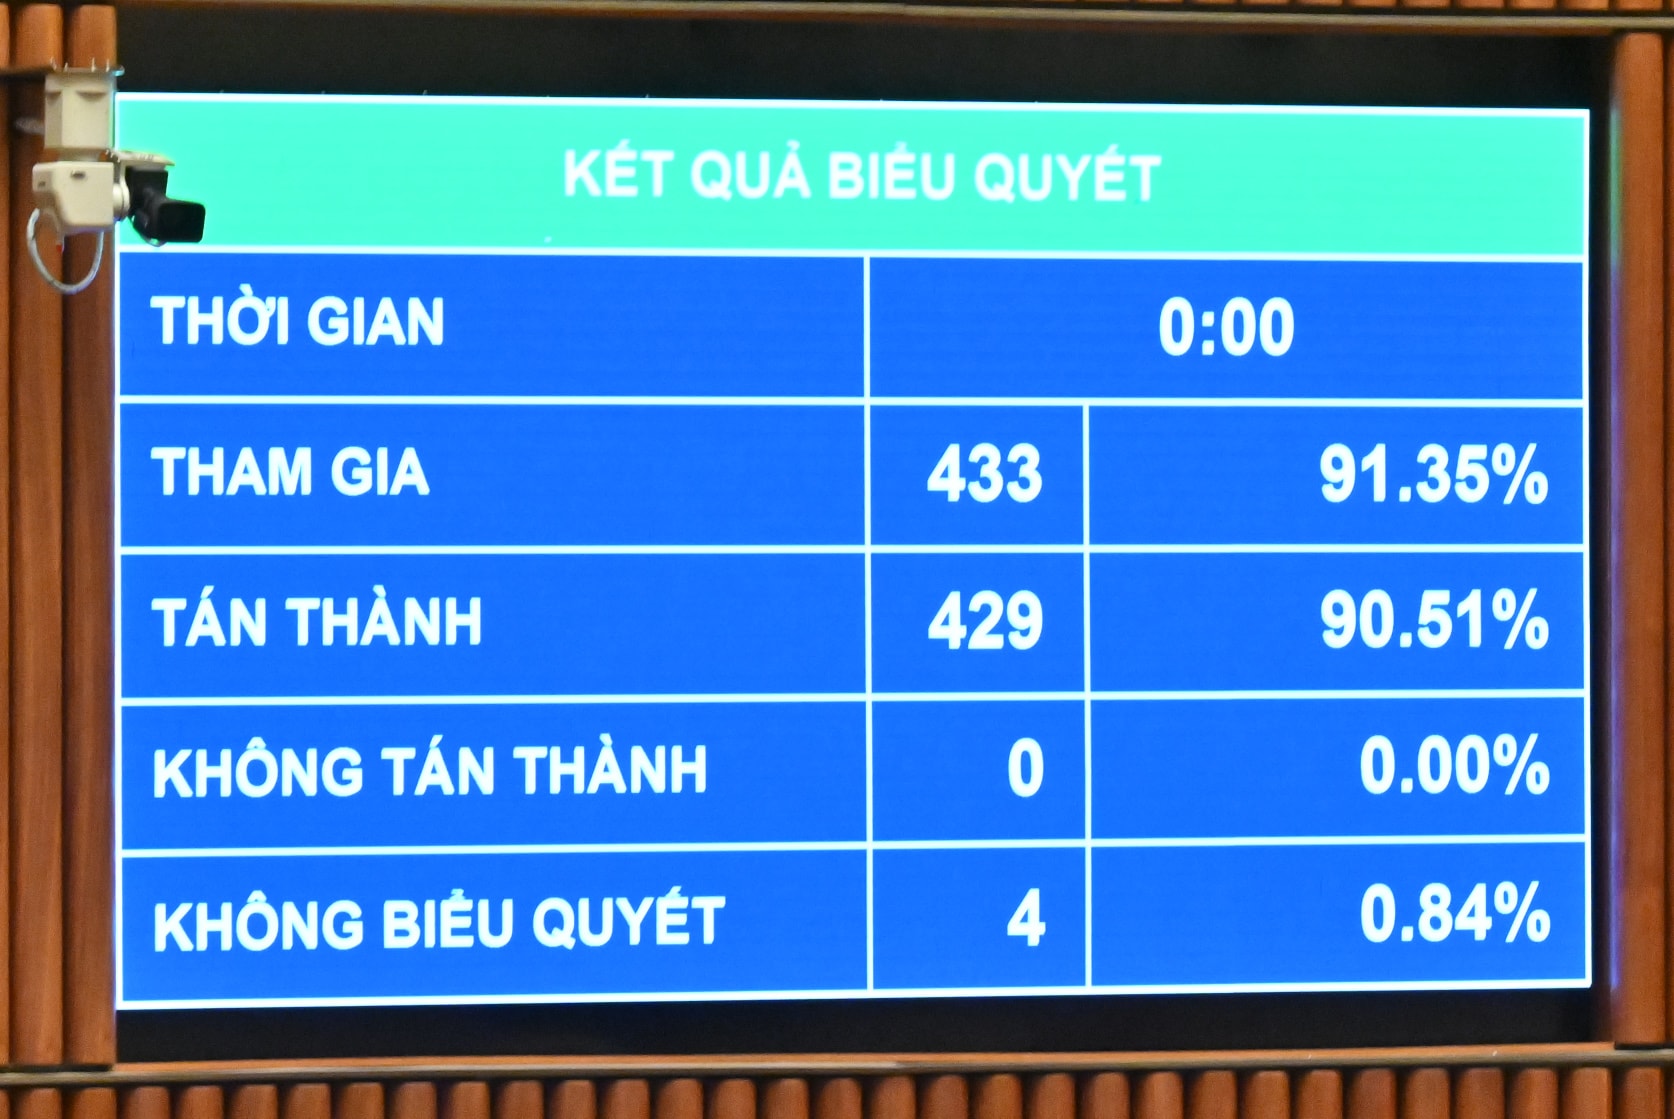 KẾT QUẢ BIỂU QUYẾT
THỜI GIAN 0:00
THAM GIA 433 91.35%
TÁN THÀNH 429 90.51%
KHÔNG TÁN THÀNH 0 0.00%
KHÔNG BIỂU QUYẾT 4 0.84%